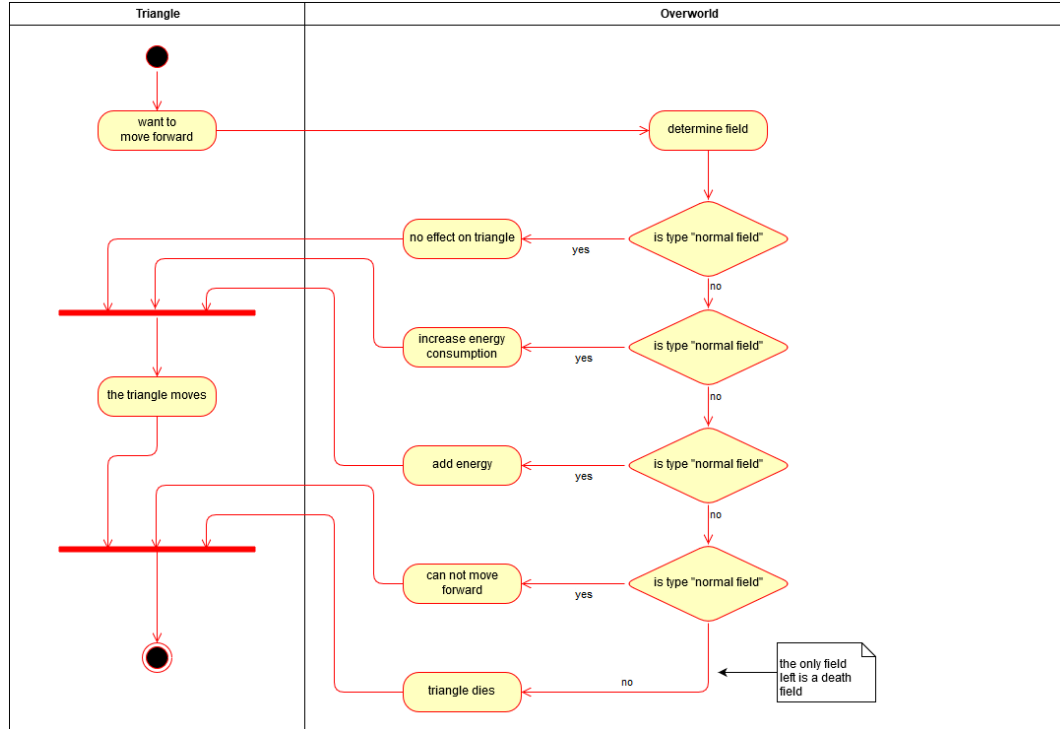 Triangle
Overworld
want to
move forward
determine field
no effect on triangle
yes
is type "normal field"
no
increase energy
consumption
yes
is type "normal field"
the triangle moves
no
add energy
yes
is type "normal field"
no
can not move
forward
yes
is type "normal field"
the only field
left is a death
field
triangle dies
no